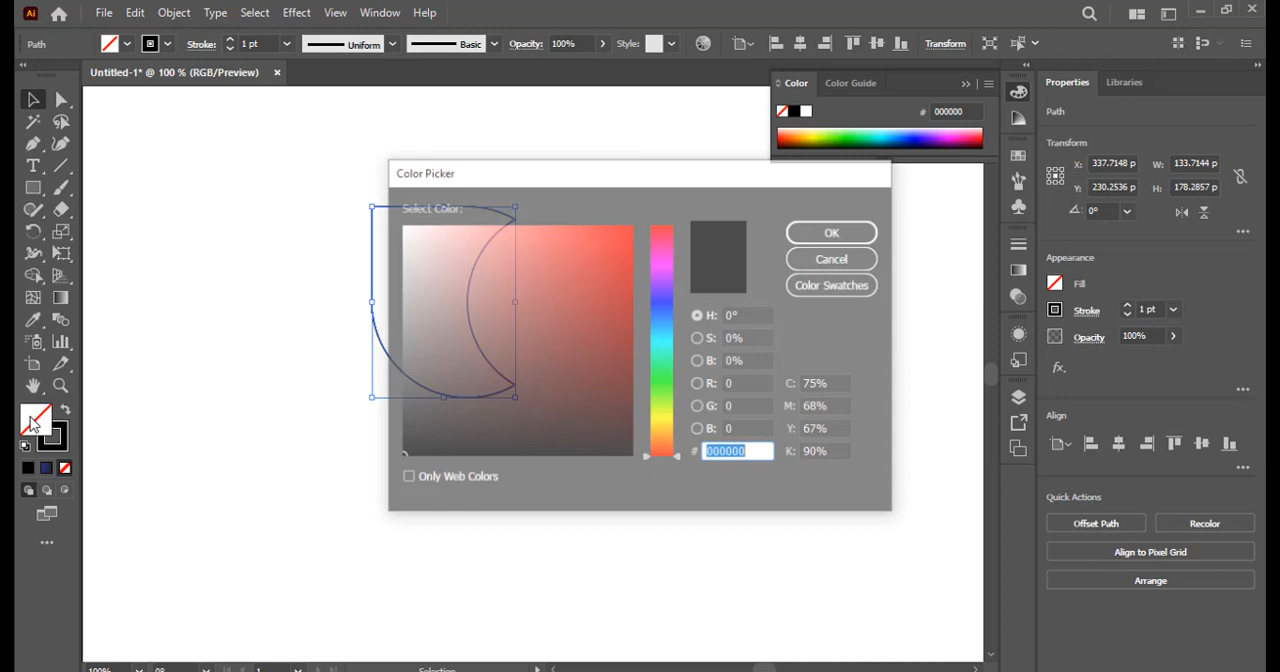 Ai File Edit Object Type Select Effect View Window Help
Path Stroke: 1 pt Uniform Basic Opacity: 100% Style: Transform
Untitled-1* @ 100 % (RGB/Preview) ×
Color Color Guide
# 000000
Properties Libraries
Path
Transform
X: 337.7148 p W: 133.7144 p
Y: 230.2536 p H: 178.2857 p
0°
Appearance
Fill
Stroke 1 pt
Opacity 100%
fx.
Align
Quick Actions
Offset Path Recolor
Align to Pixel Grid
Arrange
Color Picker
Select Color:
OK
Cancel
Color Swatches
H: 0°
S: 0%
B: 0%
R: 0 C: 75%
G: 0 M: 68%
B: 0 Y: 67%
# 000000 K: 90%
Only Web Colors
100% 0° 1 Selection